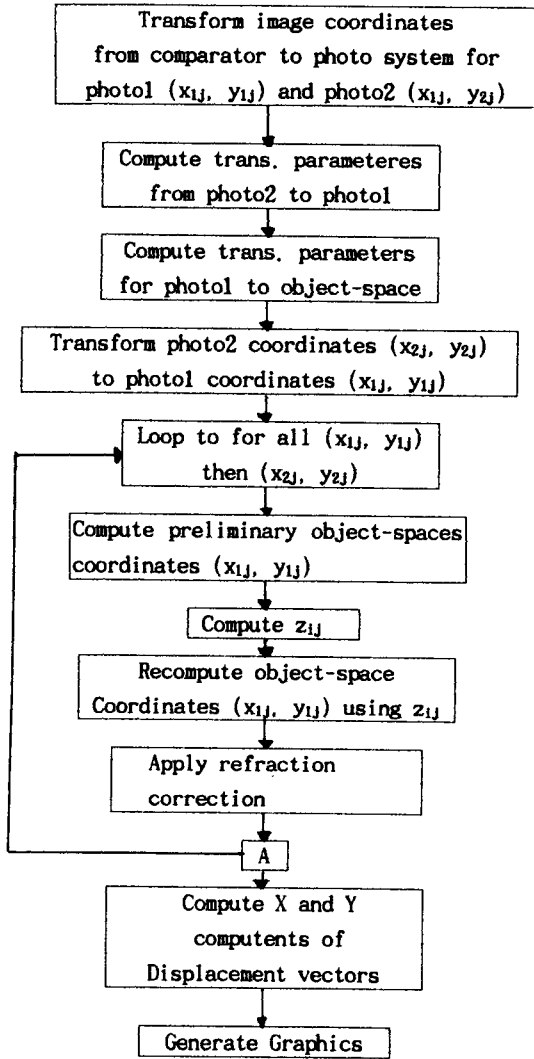 Transform image coordinates
from comparator to photo system for
photo1 (x1j, y1j) and photo2 (x1j, y2j)
Compute trans. parameteres
from photo2 to photo1
Compute trans. parameters
for photo1 to object-space
Transform photo2 coordinates (x2j, y2j)
to photo1 coordinates (x1j, y1j)
Loop to for all (x1j, y1j)
then (x2j, y2j)
Compute preliminary object-spaces
coordinates (x1j, y1j)
Compute zij
Recompute object-space
Coordinates (x1j, y1j) using zij
Apply refraction
correction
A
Compute X and Y
computents of
Displacement vectors
Generate Graphics